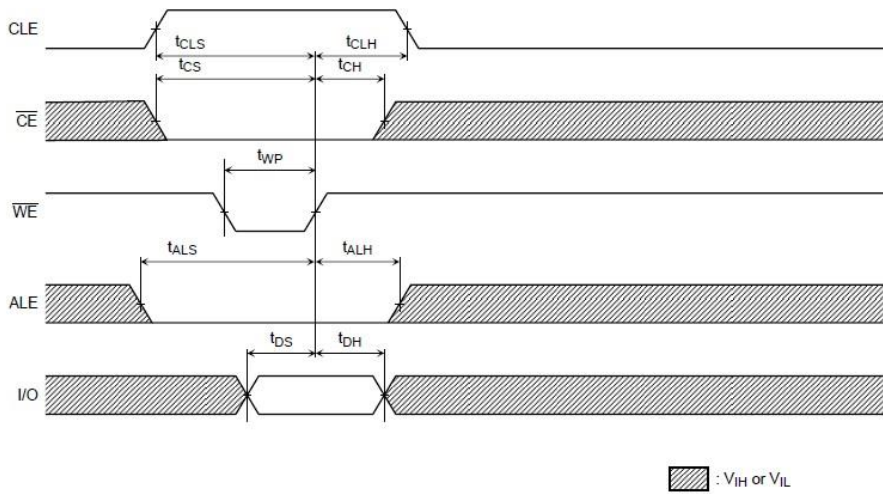 CLE
tCLS
tCLH
tCS
tCH
CE
tWP
WE
tALS
tALH
ALE
tDS
tDH
I/O
: VIH or VIL